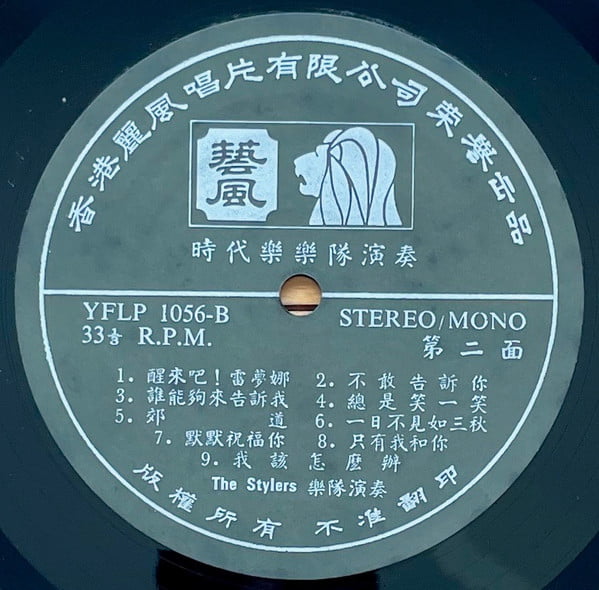 香港麗風唱片有限公司荣譽出品
藝風
時代樂樂隊演奏
YFLP 1056-B
STEREO/MONO
33⅓ R.P.M.
第二面
1. 醒來吧！雷夢娜
2. 不敢告訴你
3. 誰能夠來告訴我
4. 總是笑一笑
5. 郊道
6. 一日不見如三秋
7. 默默祝福你
8. 只有我和你
9. 我該怎麼辦
The Stylers 樂隊演奏
版權所有 不准翻印